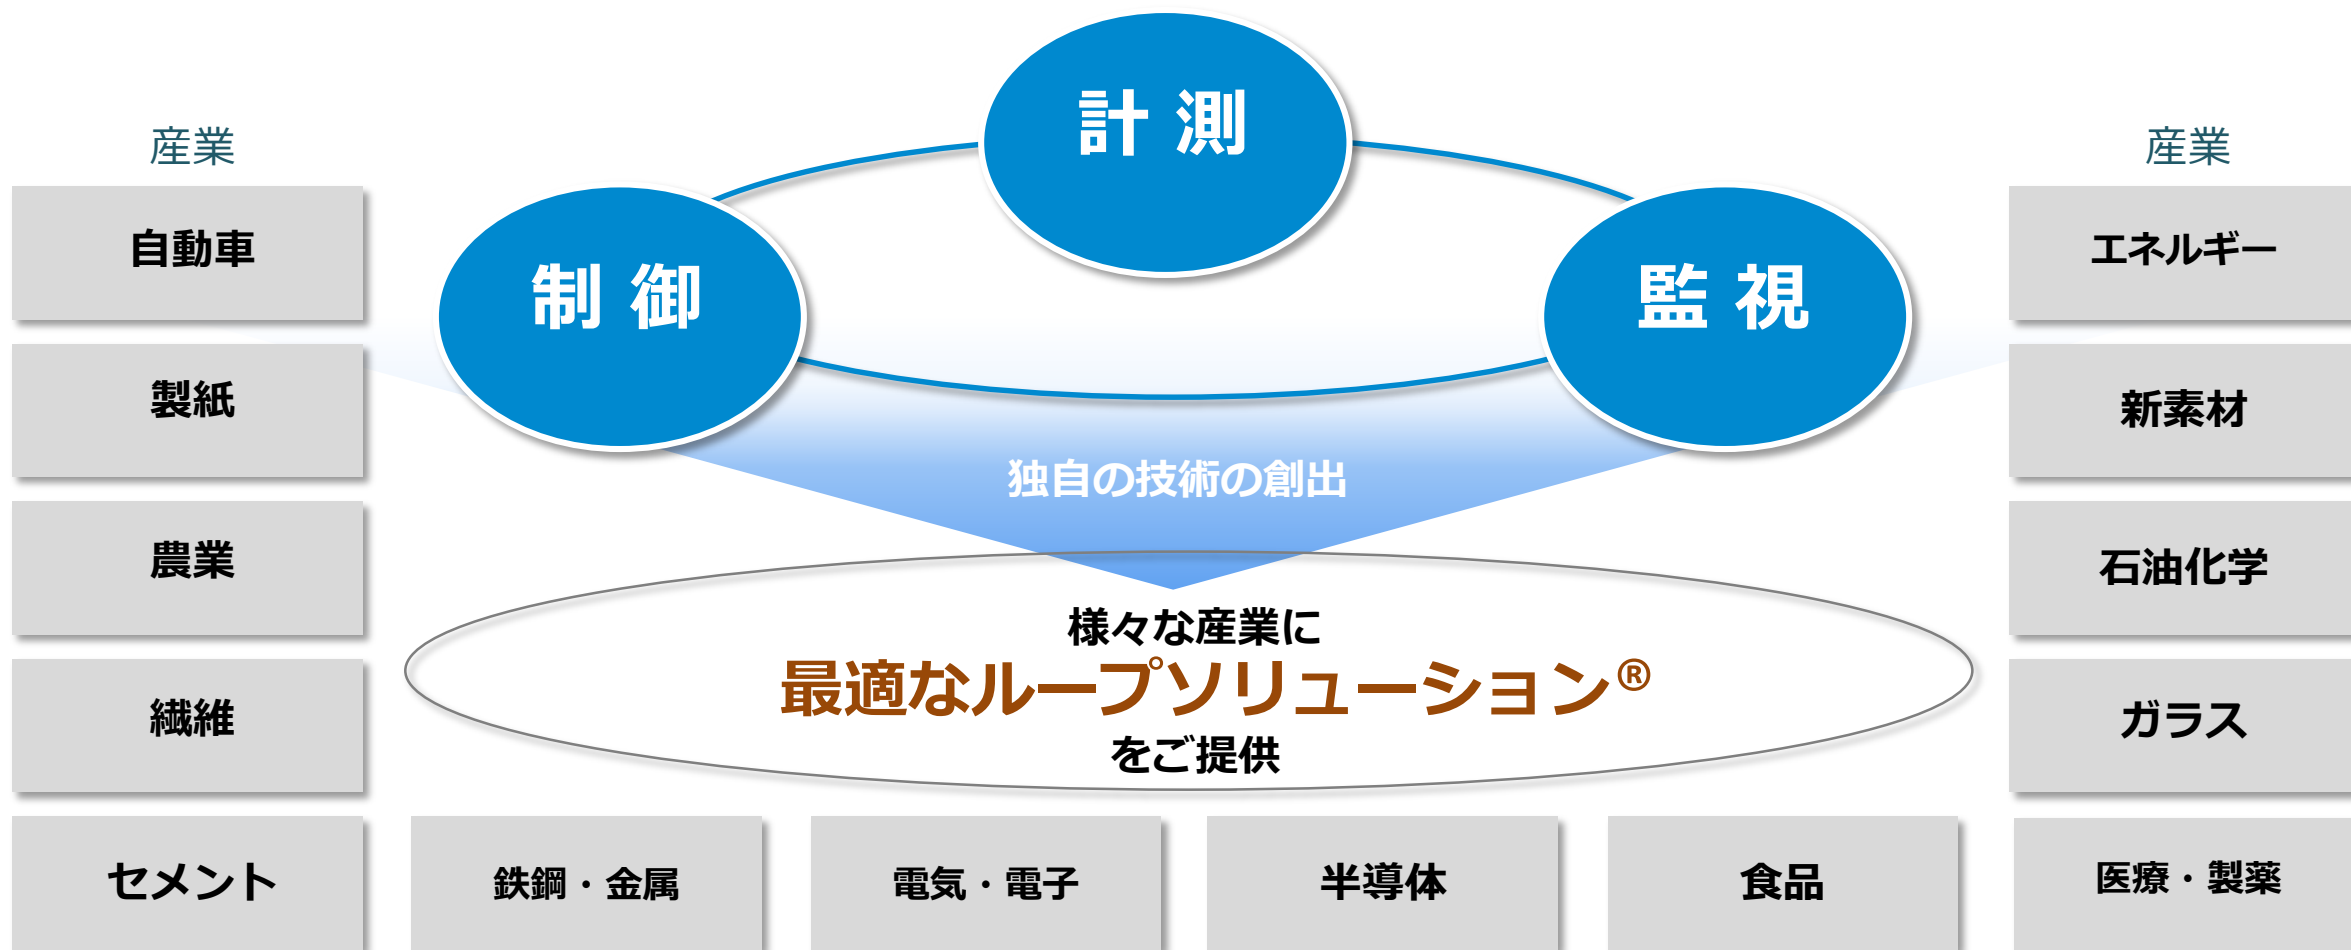 計 測
産業
産業
制 御
監 視
自動車
エネルギー
製紙
新素材
独自の技術の創出
農業
石油化学
様々な産業に
最適なループソリューション®
をご提供
繊維
ガラス
セメント
鉄鋼・金属
電気・電子
半導体
食品
医療・製薬